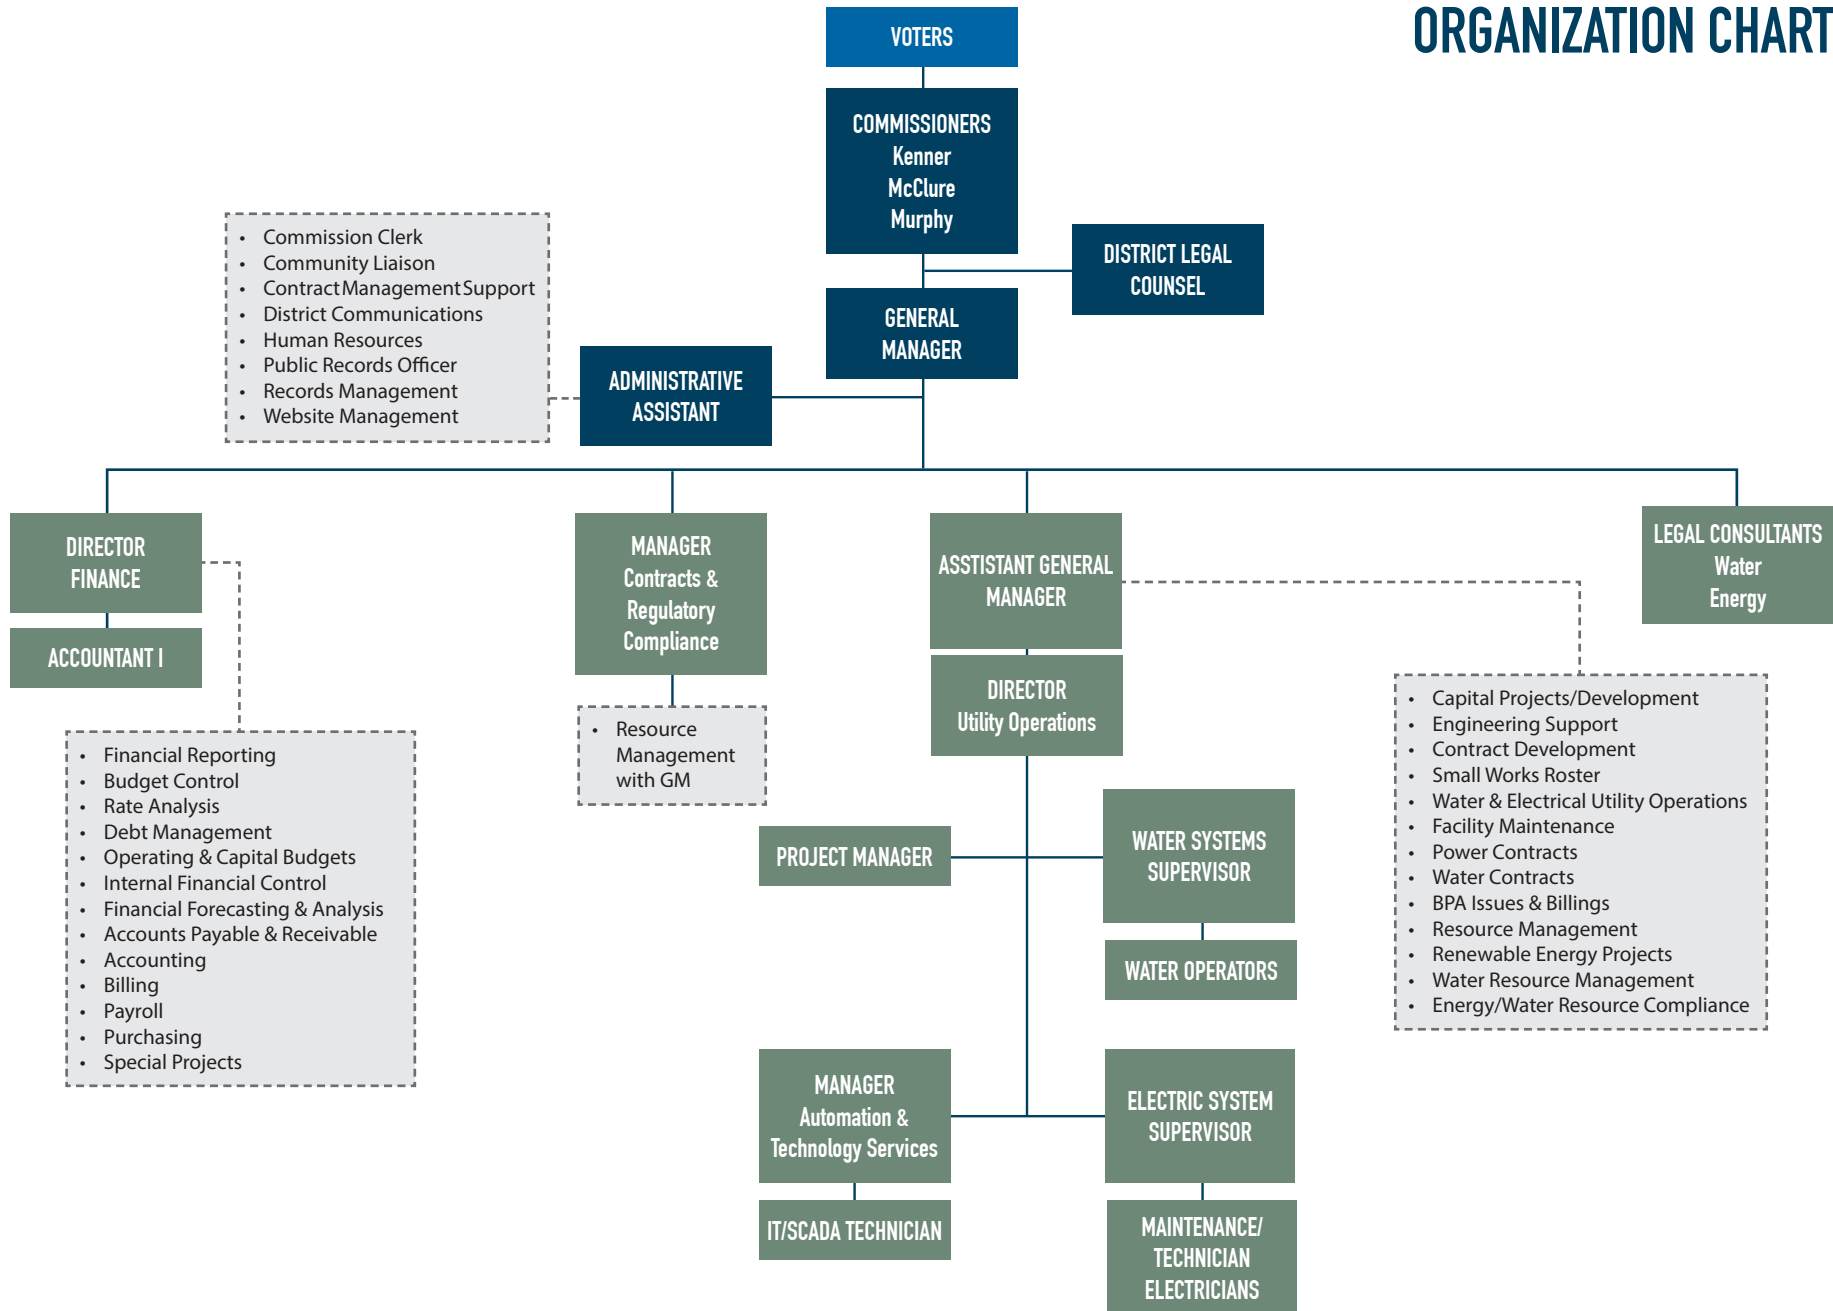 ORGANIZATION CHART
VOTERS
COMMISSIONERS
Kenner
McClure
Murphy
DISTRICT LEGAL
COUNSEL
GENERAL
MANAGER
ADMINISTRATIVE
ASSISTANT
• Commission Clerk
• Community Liaison
• Contract Management Support
• District Communications
• Human Resources
• Public Records Officer
• Records Management
• Website Management
DIRECTOR
FINANCE
ACCOUNTANT I
• Financial Reporting
• Budget Control
• Rate Analysis
• Debt Management
• Operating & Capital Budgets
• Internal Financial Control
• Financial Forecasting & Analysis
• Accounts Payable & Receivable
• Accounting
• Billing
• Payroll
• Purchasing
• Special Projects
MANAGER
Contracts &
Regulatory
Compliance
• Resource
Management
with GM
ASSTISTANT GENERAL
MANAGER
DIRECTOR
Utility Operations
LEGAL CONSULTANTS
Water
Energy
• Capital Projects/Development
• Engineering Support
• Contract Development
• Small Works Roster
• Water & Electrical Utility Operations
• Facility Maintenance
• Power Contracts
• Water Contracts
• BPA Issues & Billings
• Resource Management
• Renewable Energy Projects
• Water Resource Management
• Energy/Water Resource Compliance
PROJECT MANAGER
WATER SYSTEMS
SUPERVISOR
WATER OPERATORS
MANAGER
Automation &
Technology Services
IT/SCADA TECHNICIAN
ELECTRIC SYSTEM
SUPERVISOR
MAINTENANCE/
TECHNICIAN
ELECTRICIANS